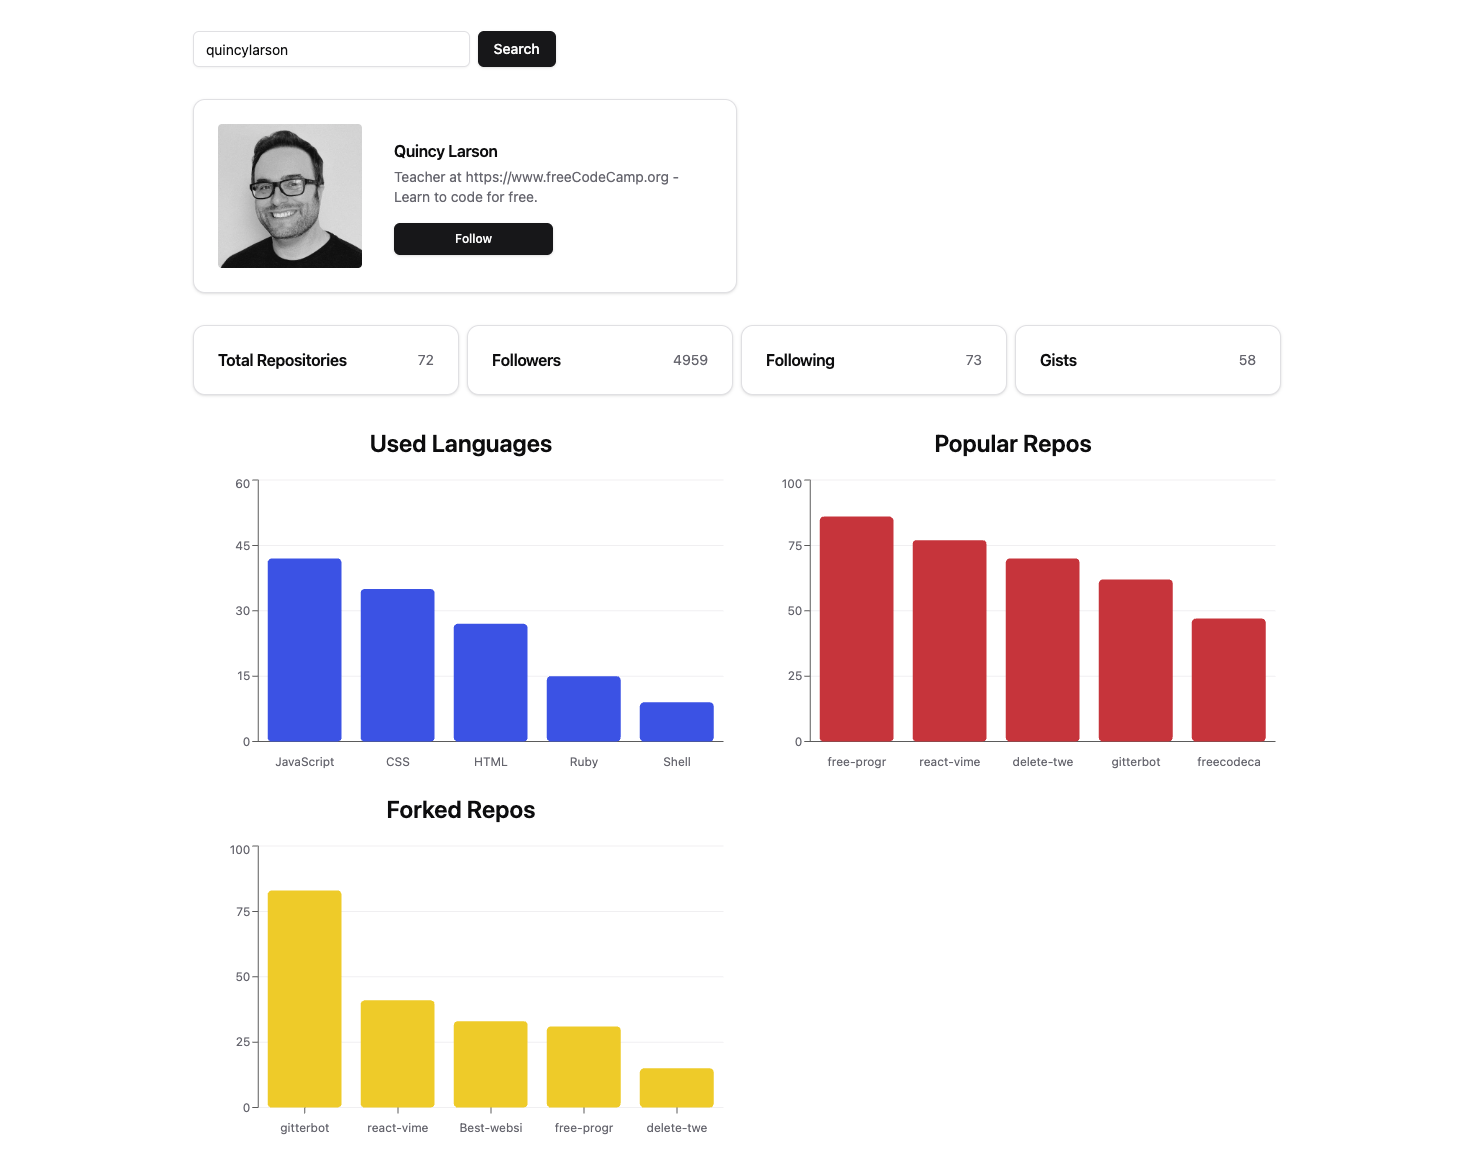 quincylarson
Search
Quincy Larson
Teacher at https://www.freeCodeCamp.org -
Learn to code for free.
Follow
Total Repositories 72
Followers 4959
Following 73
Gists 58
Used Languages
60
45
30
15
0
JavaScript CSS HTML Ruby Shell
Popular Repos
100
75
50
25
0
free-progr react-vime delete-twe gitterbot freecodeca
Forked Repos
100
75
50
25
0
gitterbot react-vime Best-websi free-progr delete-twe